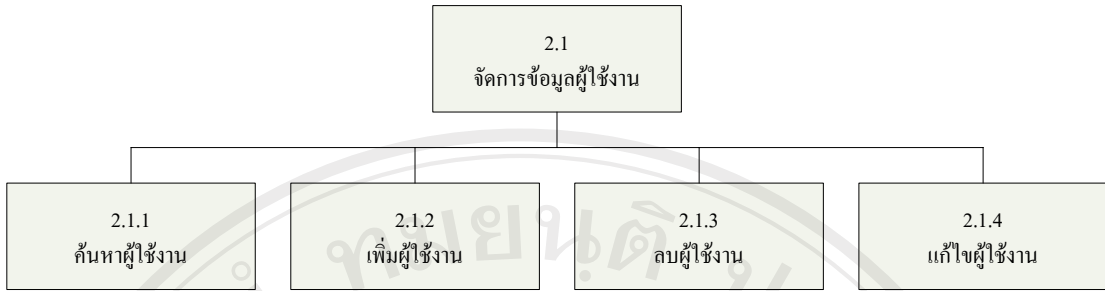 2.1
จัดการข้อมูลผู้ใช้งาน
2.1.1
ค้นหาผู้ใช้งาน
2.1.2
เพิ่มผู้ใช้งาน
2.1.3
ลบผู้ใช้งาน
2.1.4
แก้ไขผู้ใช้งาน